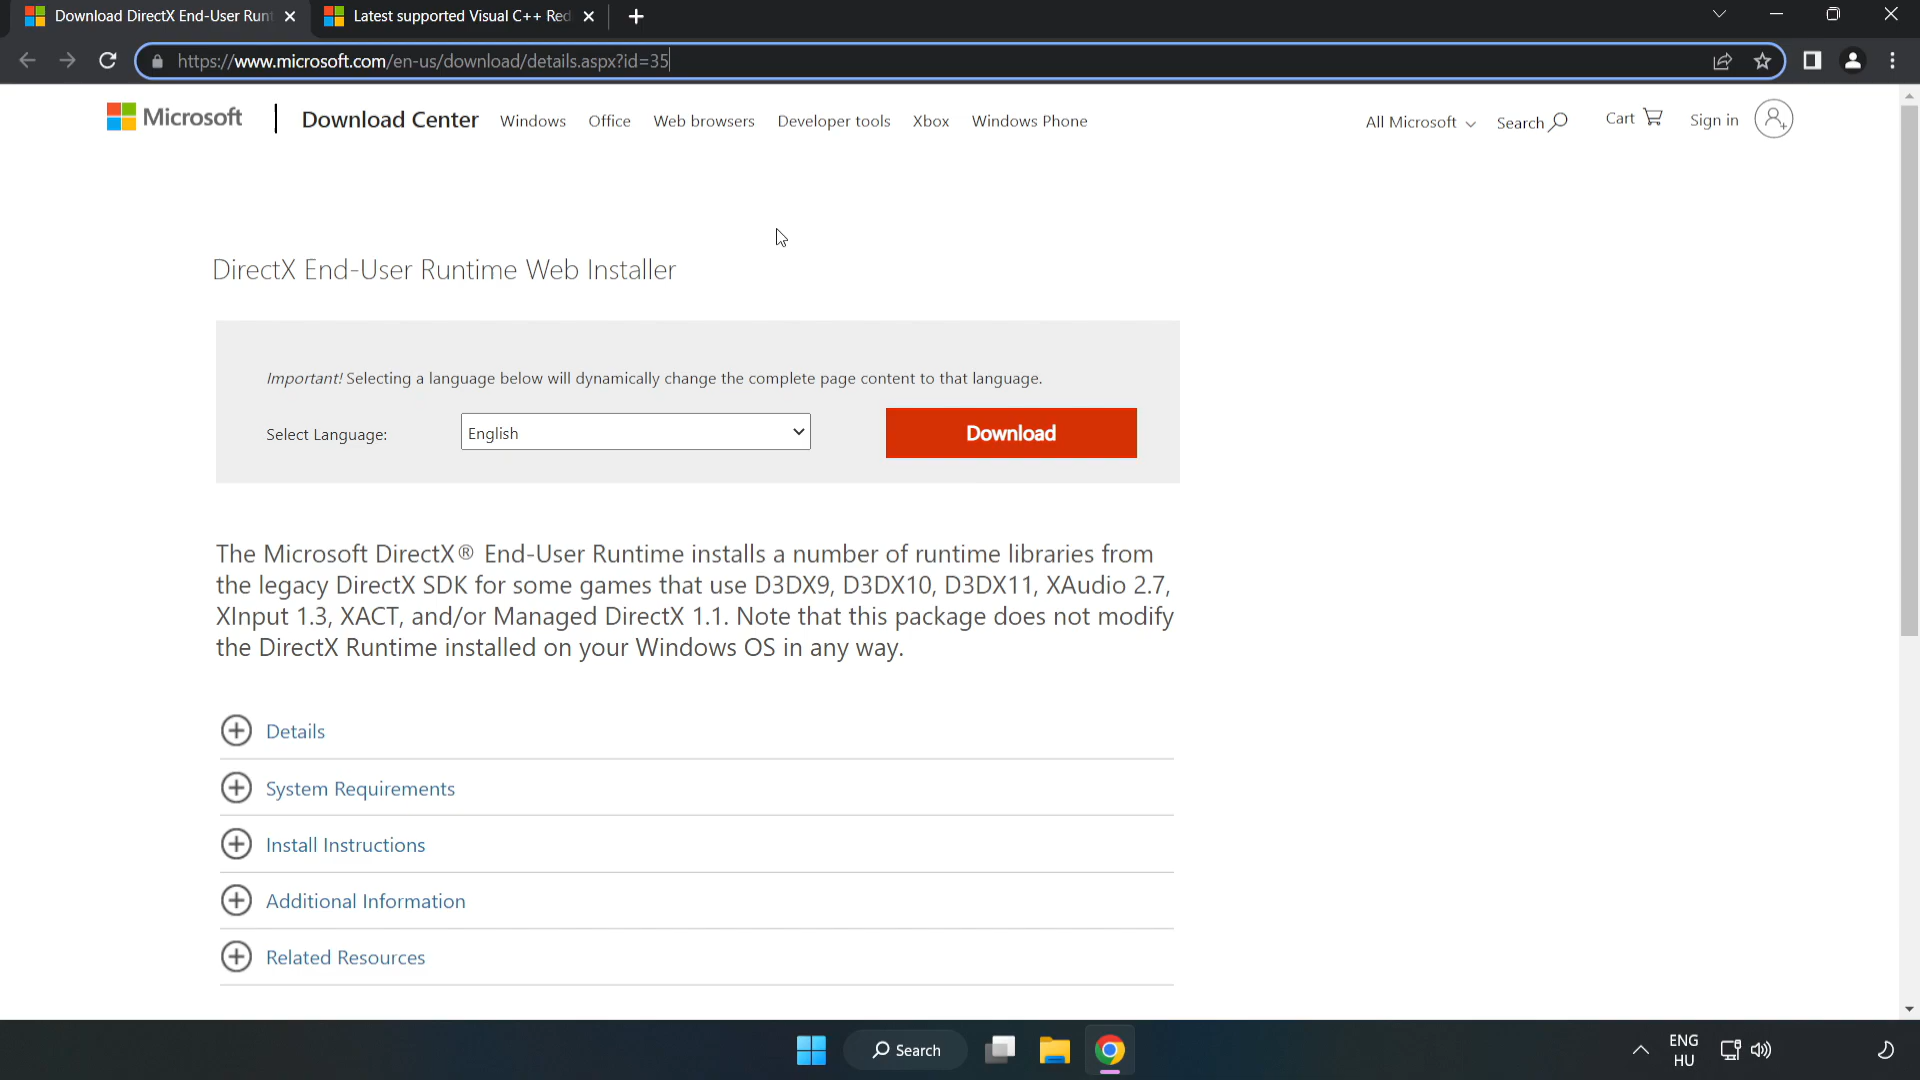 Download DirectX End-User Runt
Latest supported Visual C++ Red
https://www.microsoft.com/en-us/download/details.aspx?id=35
Microsoft
Download Center
Windows
Office
Web browsers
Developer tools
Xbox
Windows Phone
All Microsoft
Search
Cart
Sign in
DirectX End-User Runtime Web Installer
Important! Selecting a language below will dynamically change the complete page content to that language.
Select Language:
English
Download
The Microsoft DirectX® End-User Runtime installs a number of runtime libraries from
the legacy DirectX SDK for some games that use D3DX9, D3DX10, D3DX11, XAudio 2.7,
XInput 1.3, XACT, and/or Managed DirectX 1.1. Note that this package does not modify
the DirectX Runtime installed on your Windows OS in any way.
Details
System Requirements
Install Instructions
Additional Information
Related Resources
Search
ENG
HU